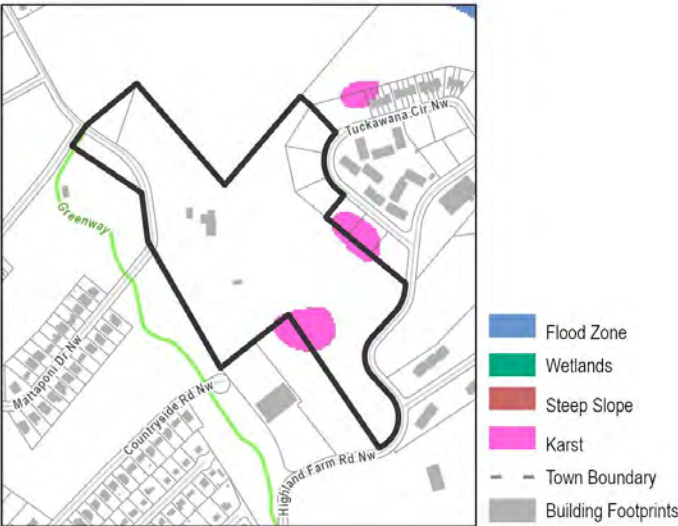 Tuckawana Cir Nw
Greenway
Mattaponi Dr Nw
Countryside Rd Nw
Highland Farm Rd Nw
Flood Zone
Wetlands
Steep Slope
Karst
Town Boundary
Building Footprints